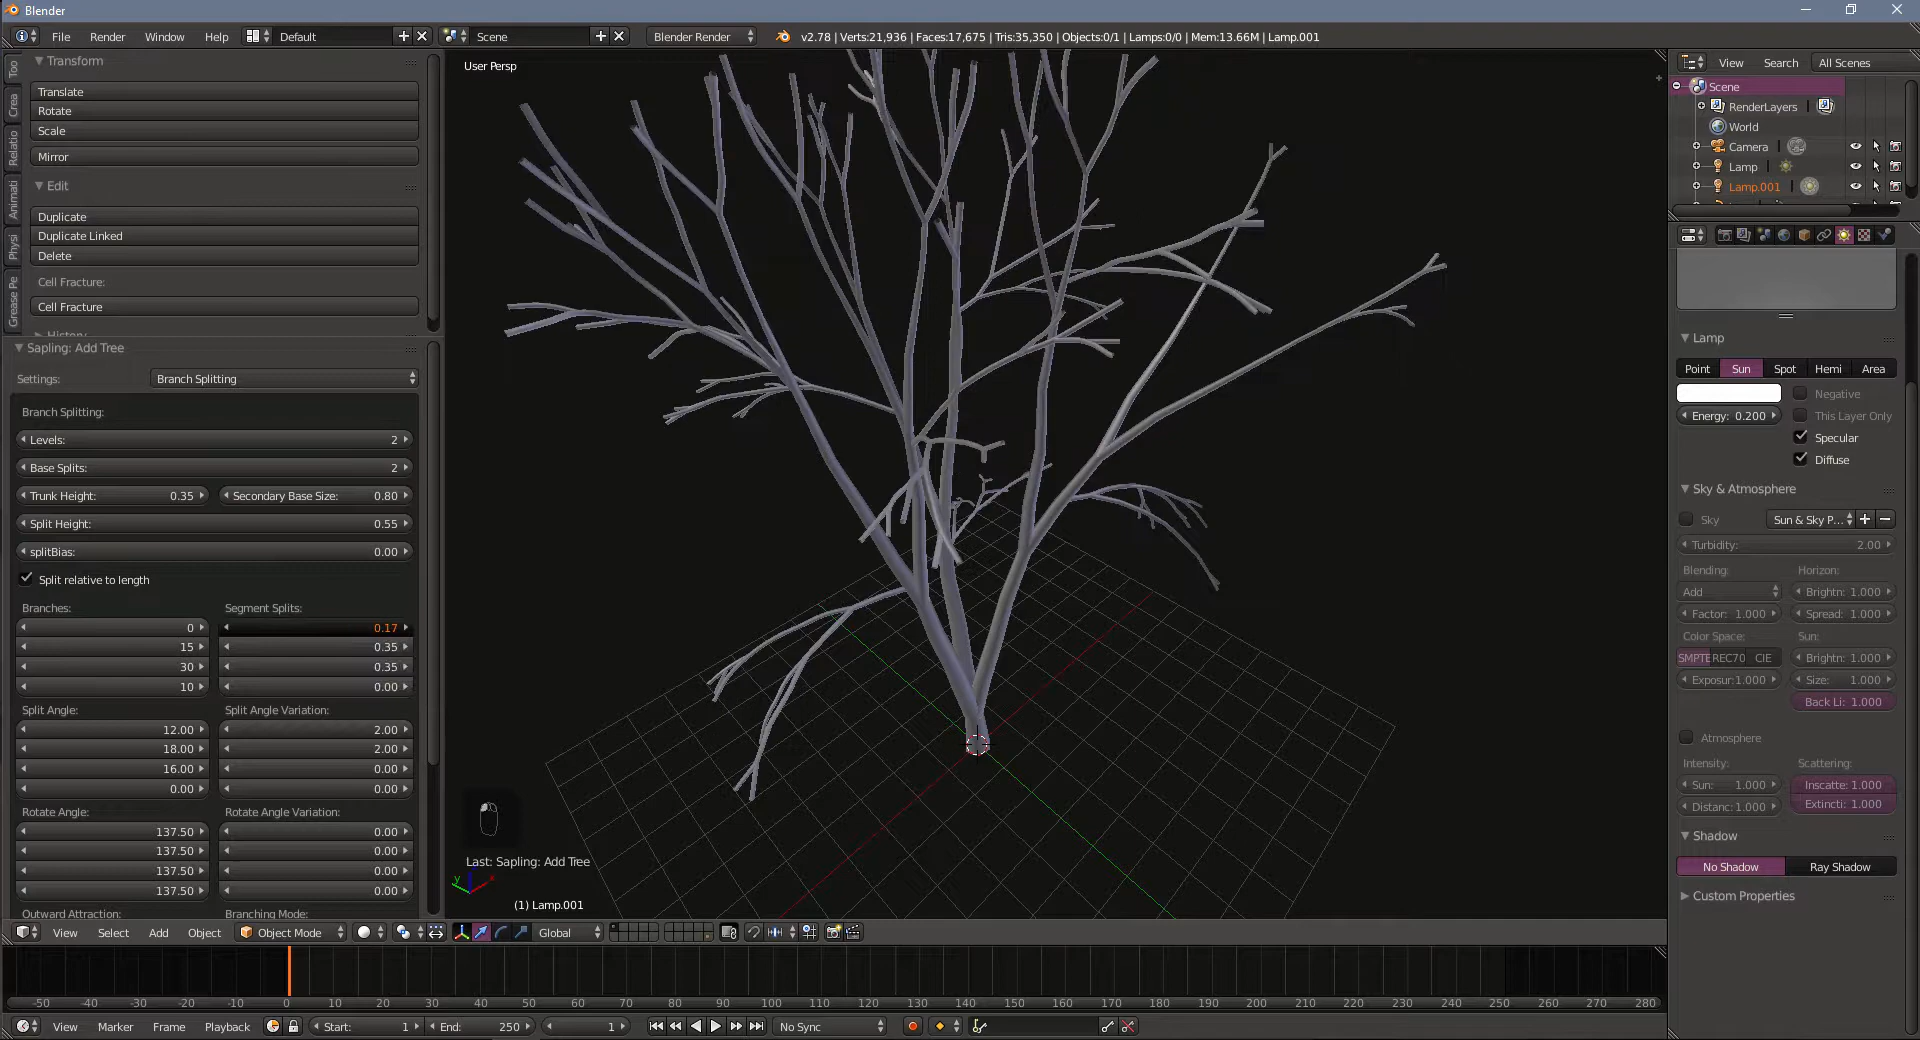 Blender
File Render Window Help Default Scene Blender Render v2.78 | Verts:21,936 | Faces:17,675 | Tris:35,350 | Objects:0/1 | Lamps:0/0 | Mem:13.66M | Lamp.001
Too
Crea
Relatio
Animati
Physi
Grease Pe
Transform
Translate
Rotate
Scale
Mirror
Edit
Duplicate
Duplicate Linked
Delete
Cell Fracture:
Cell Fracture
History
Sapling: Add Tree
Settings: Branch Splitting
Branch Splitting:
Levels: 2
Base Splits: 2
Trunk Height: 0.35 Secondary Base Size: 0.80
Split Height: 0.55
splitBias: 0.00
Split relative to length
Branches: Segment Splits:
0 0.17
15 0.35
30 0.35
10 0.00
Split Angle: Split Angle Variation:
12.00 2.00
18.00 2.00
16.00 0.00
0.00 0.00
Rotate Angle: Rotate Angle Variation:
137.50 0.00
137.50 0.00
137.50 0.00
137.50 0.00
Outward Attraction: Branching Mode:
User Persp
Last: Sapling: Add Tree
y x
(1) Lamp.001
View Select Add Object Object Mode Global
-50 -40 -30 -20 -10 0 10 20 30 40 50 60 70 80 90 100 110 120 130 140 150 160 170 180 190 200 210 220 230 240 250 260 270 280
View Marker Frame Playback Start: 1 End: 250 1 No Sync
View Search All Scenes
Scene
RenderLayers
World
Camera
Lamp
Lamp.001
Lamp
Point Sun Spot Hemi Area
Negative
Energy: 0.200 This Layer Only
Specular
Diffuse
Sky & Atmosphere
Sky Sun & Sky P...
Turbidity: 2.00
Blending: Horizon:
Add Brightn: 1.000
Factor: 1.000 Spread: 1.000
Color Space: Sun:
SMPTE REC70 CIE Brightn: 1.000
Exposur:1.000 Size: 1.000
Back Li: 1.000
Atmosphere
Intensity: Scattering:
Sun: 1.000 Inscatte: 1.000
Distanc: 1.000 Extincti: 1.000
Shadow
No Shadow Ray Shadow
Custom Properties